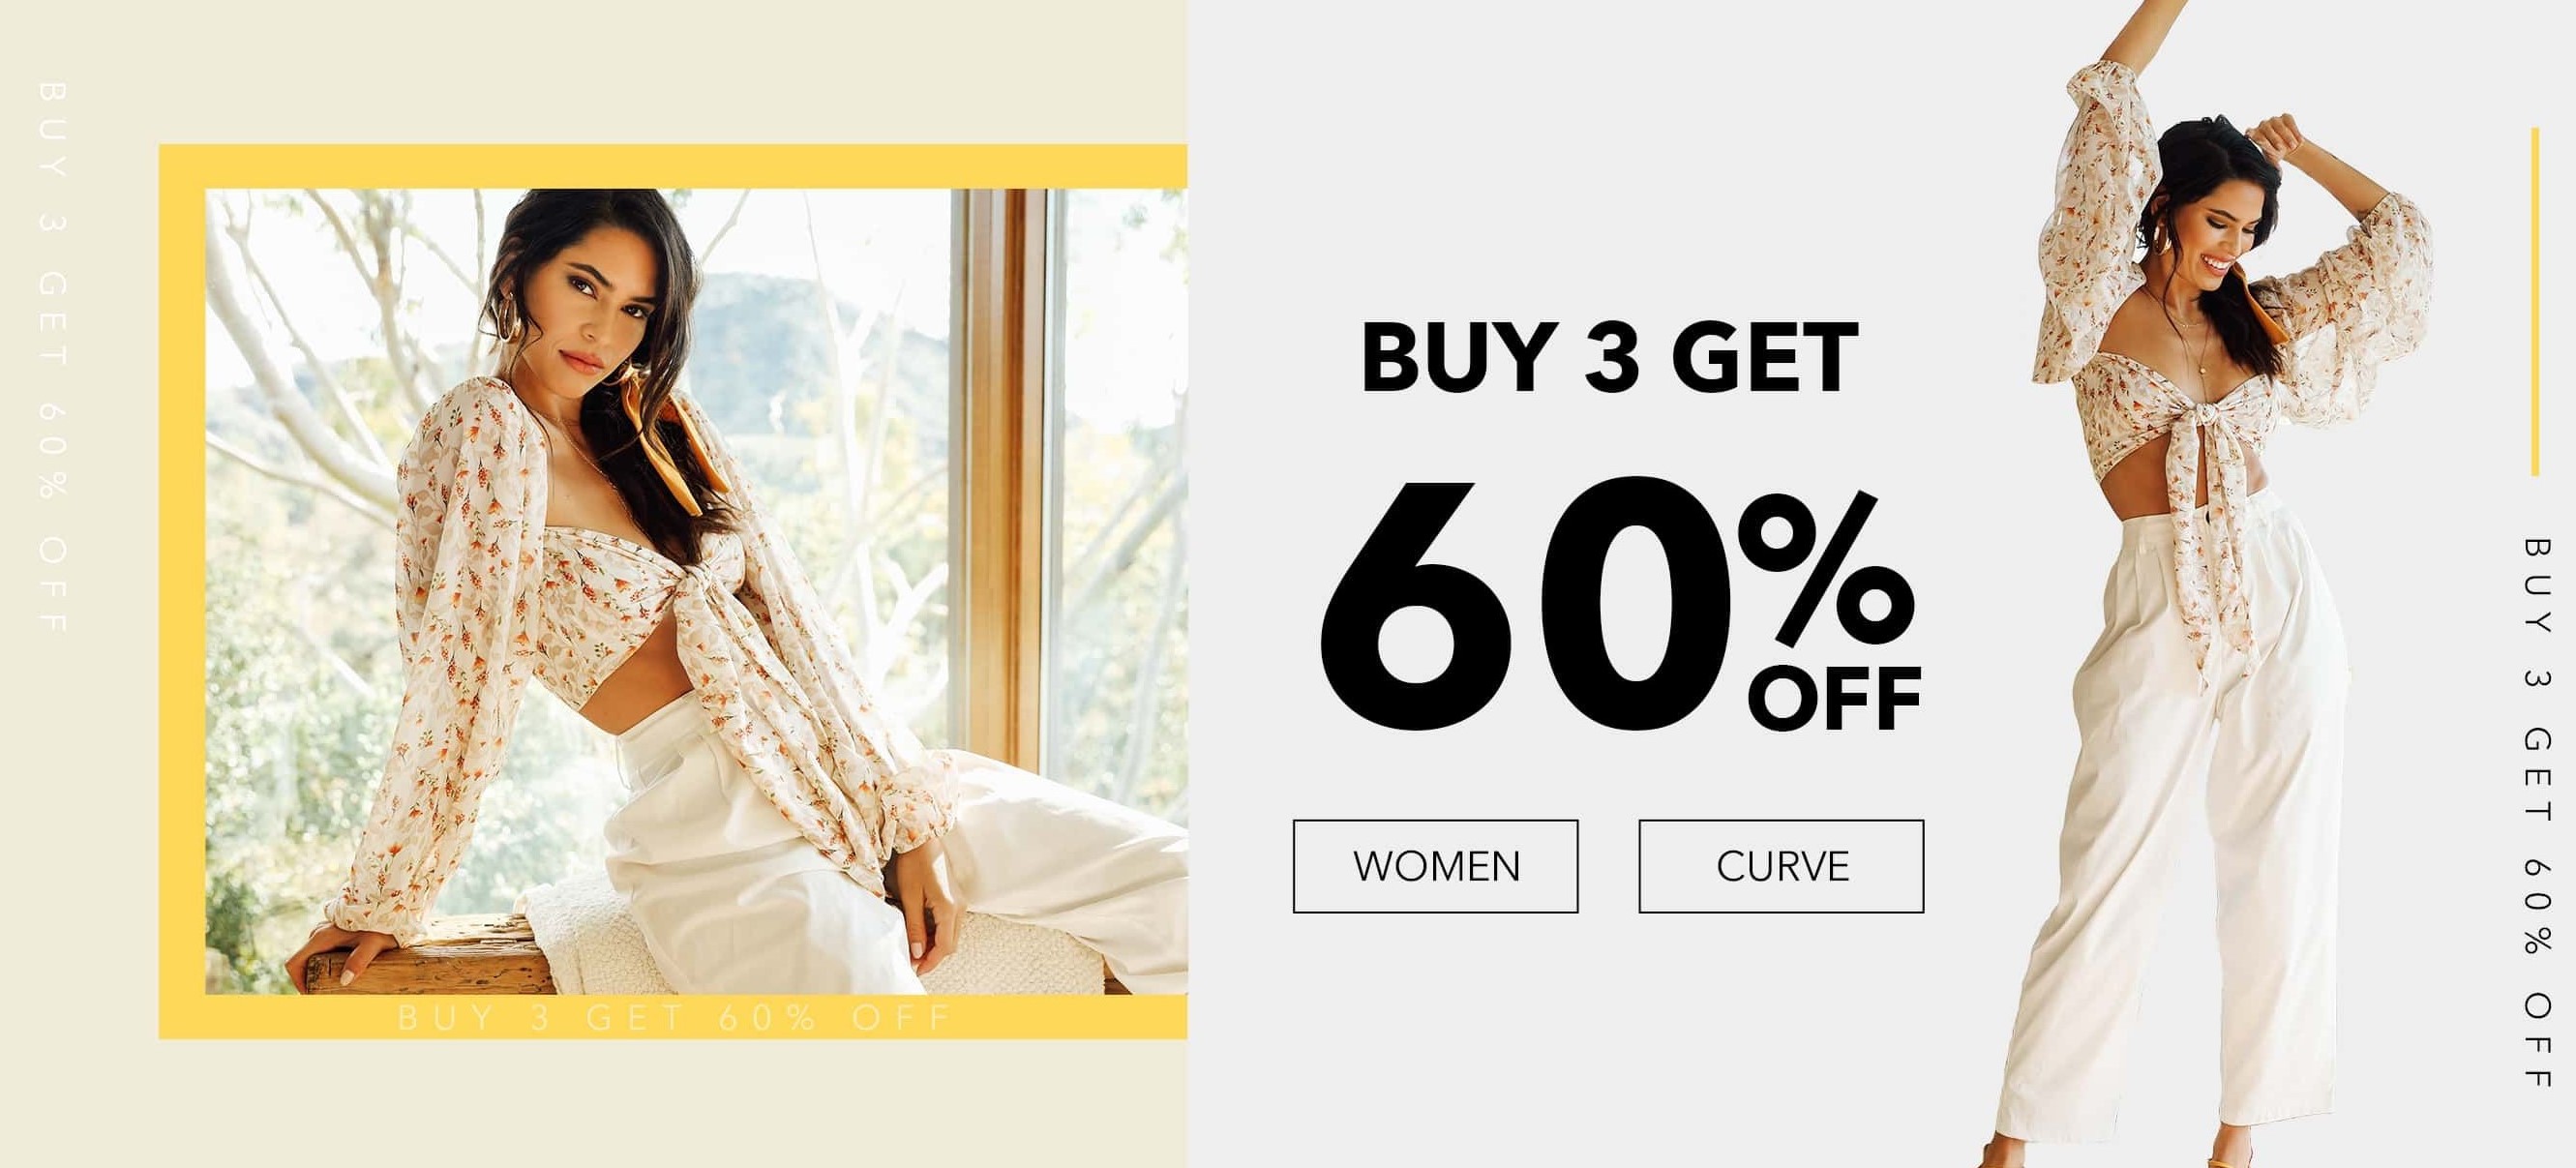 BUY 3 GET 60% OFF
BUY 3 GET 60% OFF
BUY 3 GET
60%
OFF
WOMEN
CURVE
BUY 3 GET 60% OFF